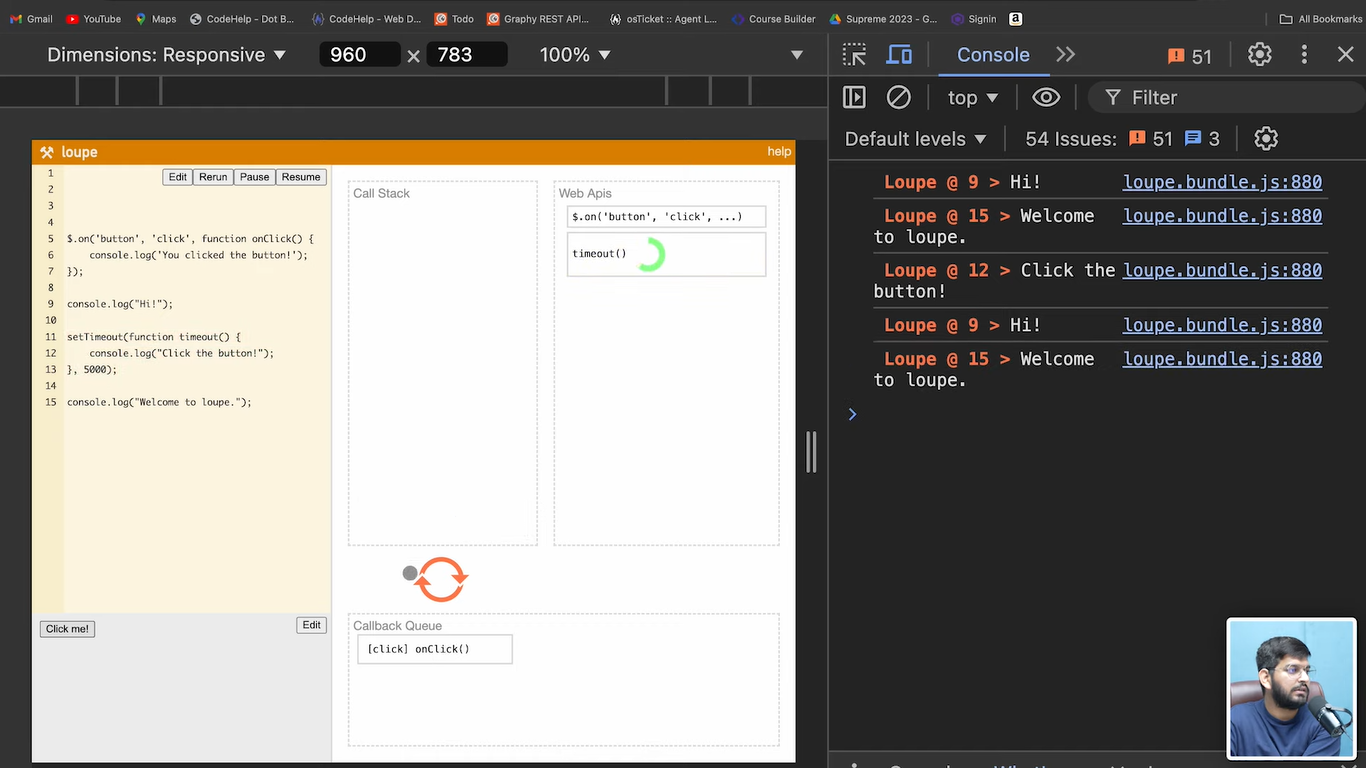 Gmail YouTube Maps CodeHelp - Dot B... CodeHelp - Web D... Todo Graphy REST API... osTicket :: Agent L... Course Builder Supreme 2023 - G... Signin All Bookmarks
Dimensions: Responsive 960 × 783 100%
Console 51
top Filter
Default levels 54 Issues: 51 3
loupe help
Edit Rerun Pause Resume
1
2
3
4
5 $.on('button', 'click', function onClick() {
6 console.log('You clicked the button!');
7 });
8
9 console.log("Hi!");
10
11 setTimeout(function timeout() {
12 console.log("Click the button!");
13 }, 5000);
14
15 console.log("Welcome to loupe.");
Click me! Edit
Call Stack
Web Apis
$.on('button', 'click', ...)
timeout()
Callback Queue
[click] onClick()
Loupe @ 9 > Hi! loupe.bundle.js:880
Loupe @ 15 > Welcome loupe.bundle.js:880
to loupe.
Loupe @ 12 > Click the loupe.bundle.js:880
button!
Loupe @ 9 > Hi! loupe.bundle.js:880
Loupe @ 15 > Welcome loupe.bundle.js:880
to loupe.